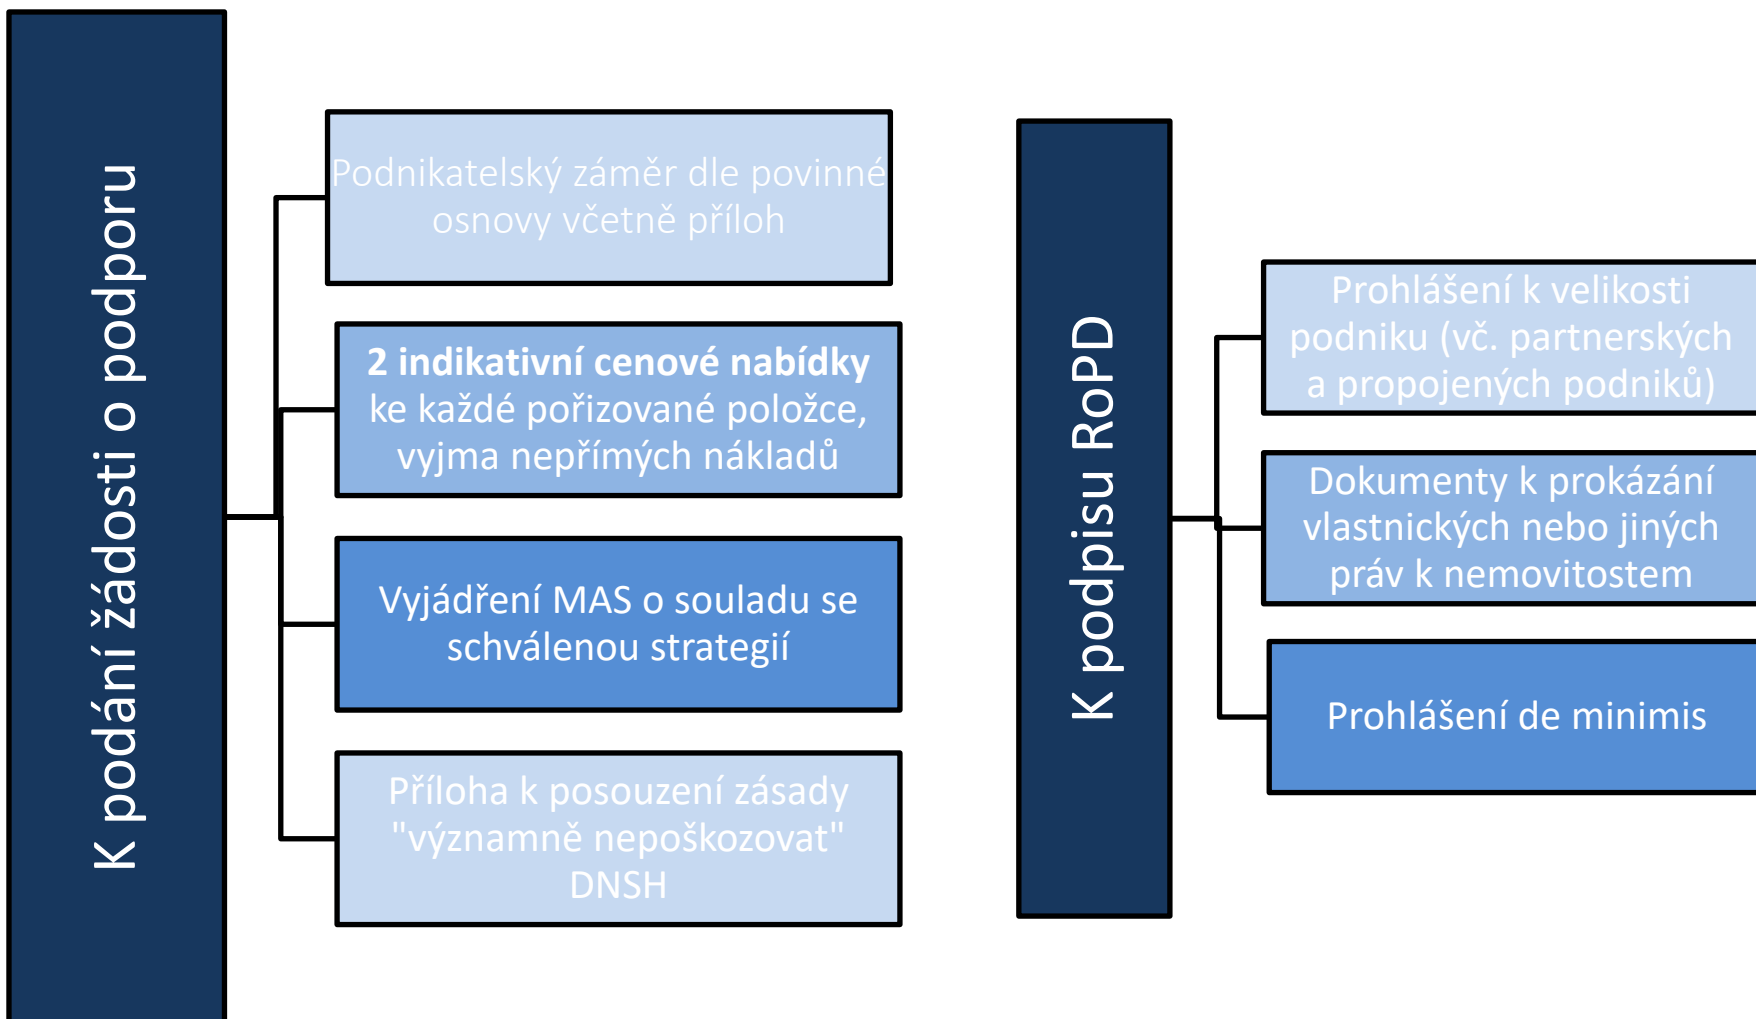 K podání žádosti o podporu
Podnikatelský záměr dle povinné
osnovy včetně příloh
2 indikativní cenové nabídky
ke každé pořizované položce,
vyjma nepřímých nákladů
Vyjádření MAS o souladu se
schválenou strategií
Příloha k posouzení zásady
"významně nepoškozovat"
DNSH
K podpisu RoPD
Prohlášení k velikosti
podniku (vč. partnerských
a propojených podniků)
Dokumenty k prokázání
vlastnických nebo jiných
práv k nemovitostem
Prohlášení de minimis